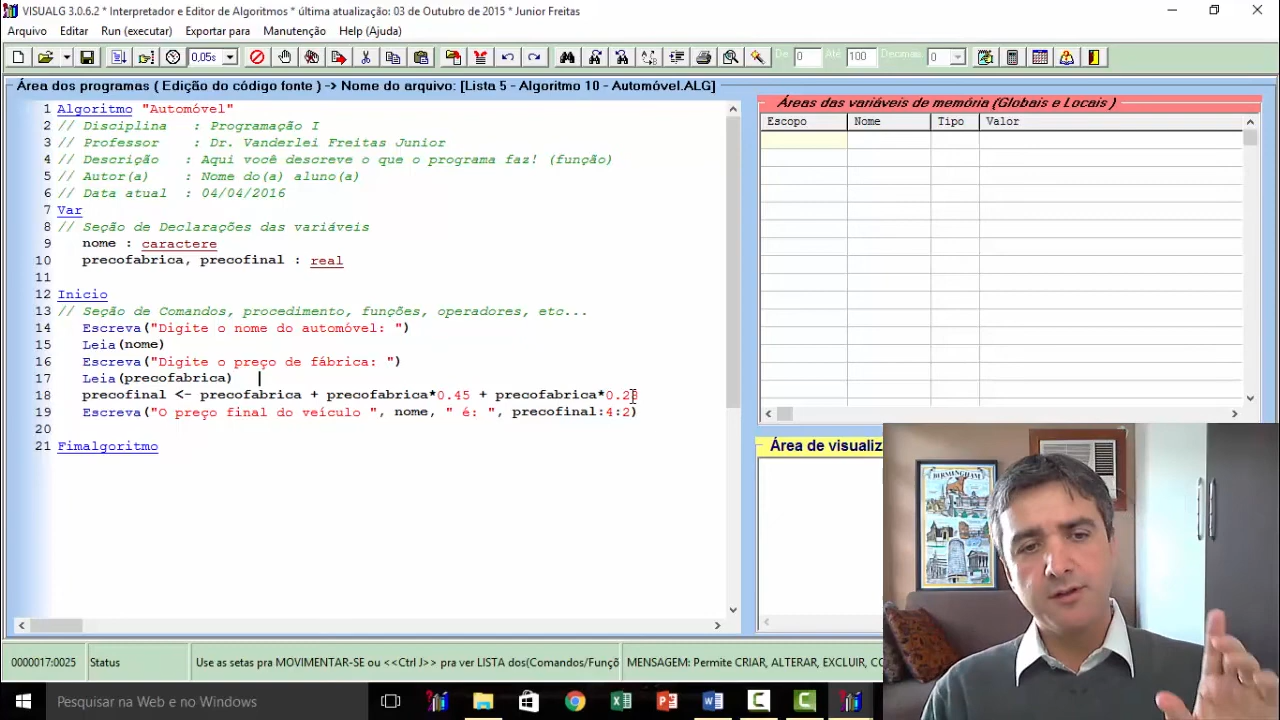 VISUALG 3.0.6.2 * Interpretador e Editor de Algoritmos * última atualização: 03 de Outubro de 2015 * Junior Freitas
Arquivo Editar Run (executar) Exportar para Manutenção Help (Ajuda)
0,05s De 0 Até 100 Decimais 0
Área dos programas ( Edição do código fonte ) -> Nome do arquivo: [Lista 5 - Algoritmo 10 - Automóvel.ALG]
1 Algoritmo "Automóvel"
2 // Disciplina : Programação I
3 // Professor : Dr. Vanderlei Freitas Junior
4 // Descrição : Aqui você descreve o que o programa faz! (função)
5 // Autor(a) : Nome do(a) aluno(a)
6 // Data atual : 04/04/2016
7 Var
8 // Seção de Declarações das variáveis
9 nome : caractere
10 precofabrica, precofinal : real
11
12 Inicio
13 // Seção de Comandos, procedimento, funções, operadores, etc...
14 Escreva("Digite o nome do automóvel: ")
15 Leia(nome)
16 Escreva("Digite o preço de fábrica: ")
17 Leia(precofabrica)
18 precofinal <- precofabrica + precofabrica*0.45 + precofabrica*0.28
19 Escreva("O preço final do veículo ", nome, " é: ", precofinal:4:2)
20
21 Fimalgoritmo
Áreas das variáveis de memória (Globais e Locais )
Escopo Nome Tipo Valor
Área de visualiz
BIRMINGHAM
0000017:0025 Status Use as setas pra MOVIMENTAR-SE ou <<Ctrl J>> pra ver LISTA dos(Comandos/Funçõ MENSAGEM: Permite CRIAR, ALTERAR, EXCLUIR, CO
Pesquisar na Web e no Windows